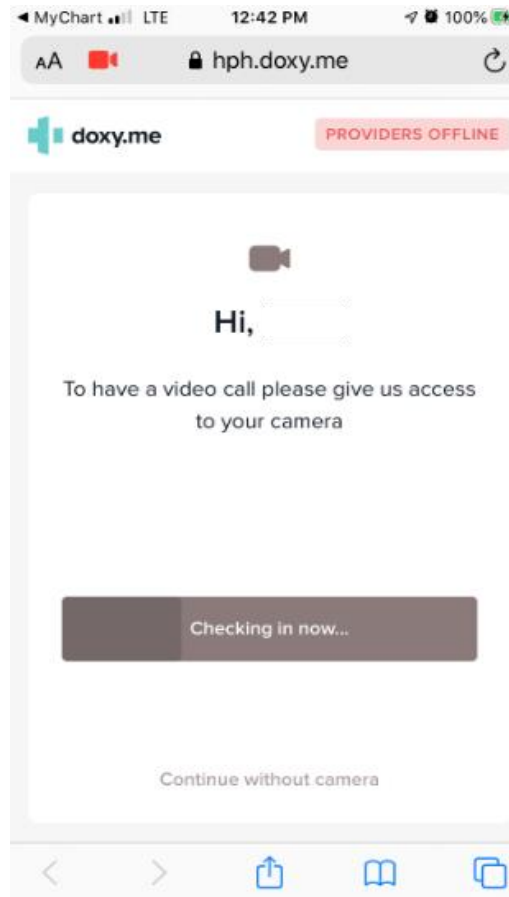 MyChart LTE 12:42 PM 100%
AA hph.doxy.me
doxy.me PROVIDERS OFFLINE
Hi,
To have a video call please give us access
to your camera
Checking in now...
Continue without camera